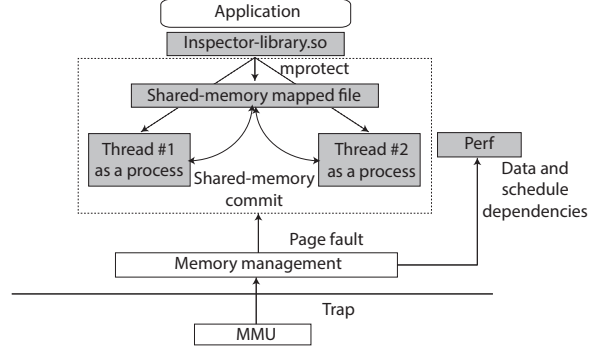 Application
Inspector-library.so
mprotect
Shared-memory mapped file
Thread #1
as a process
Thread #2
as a process
Perf
Shared-memory
commit
Data and
schedule
dependencies
Page fault
Memory management
Trap
MMU